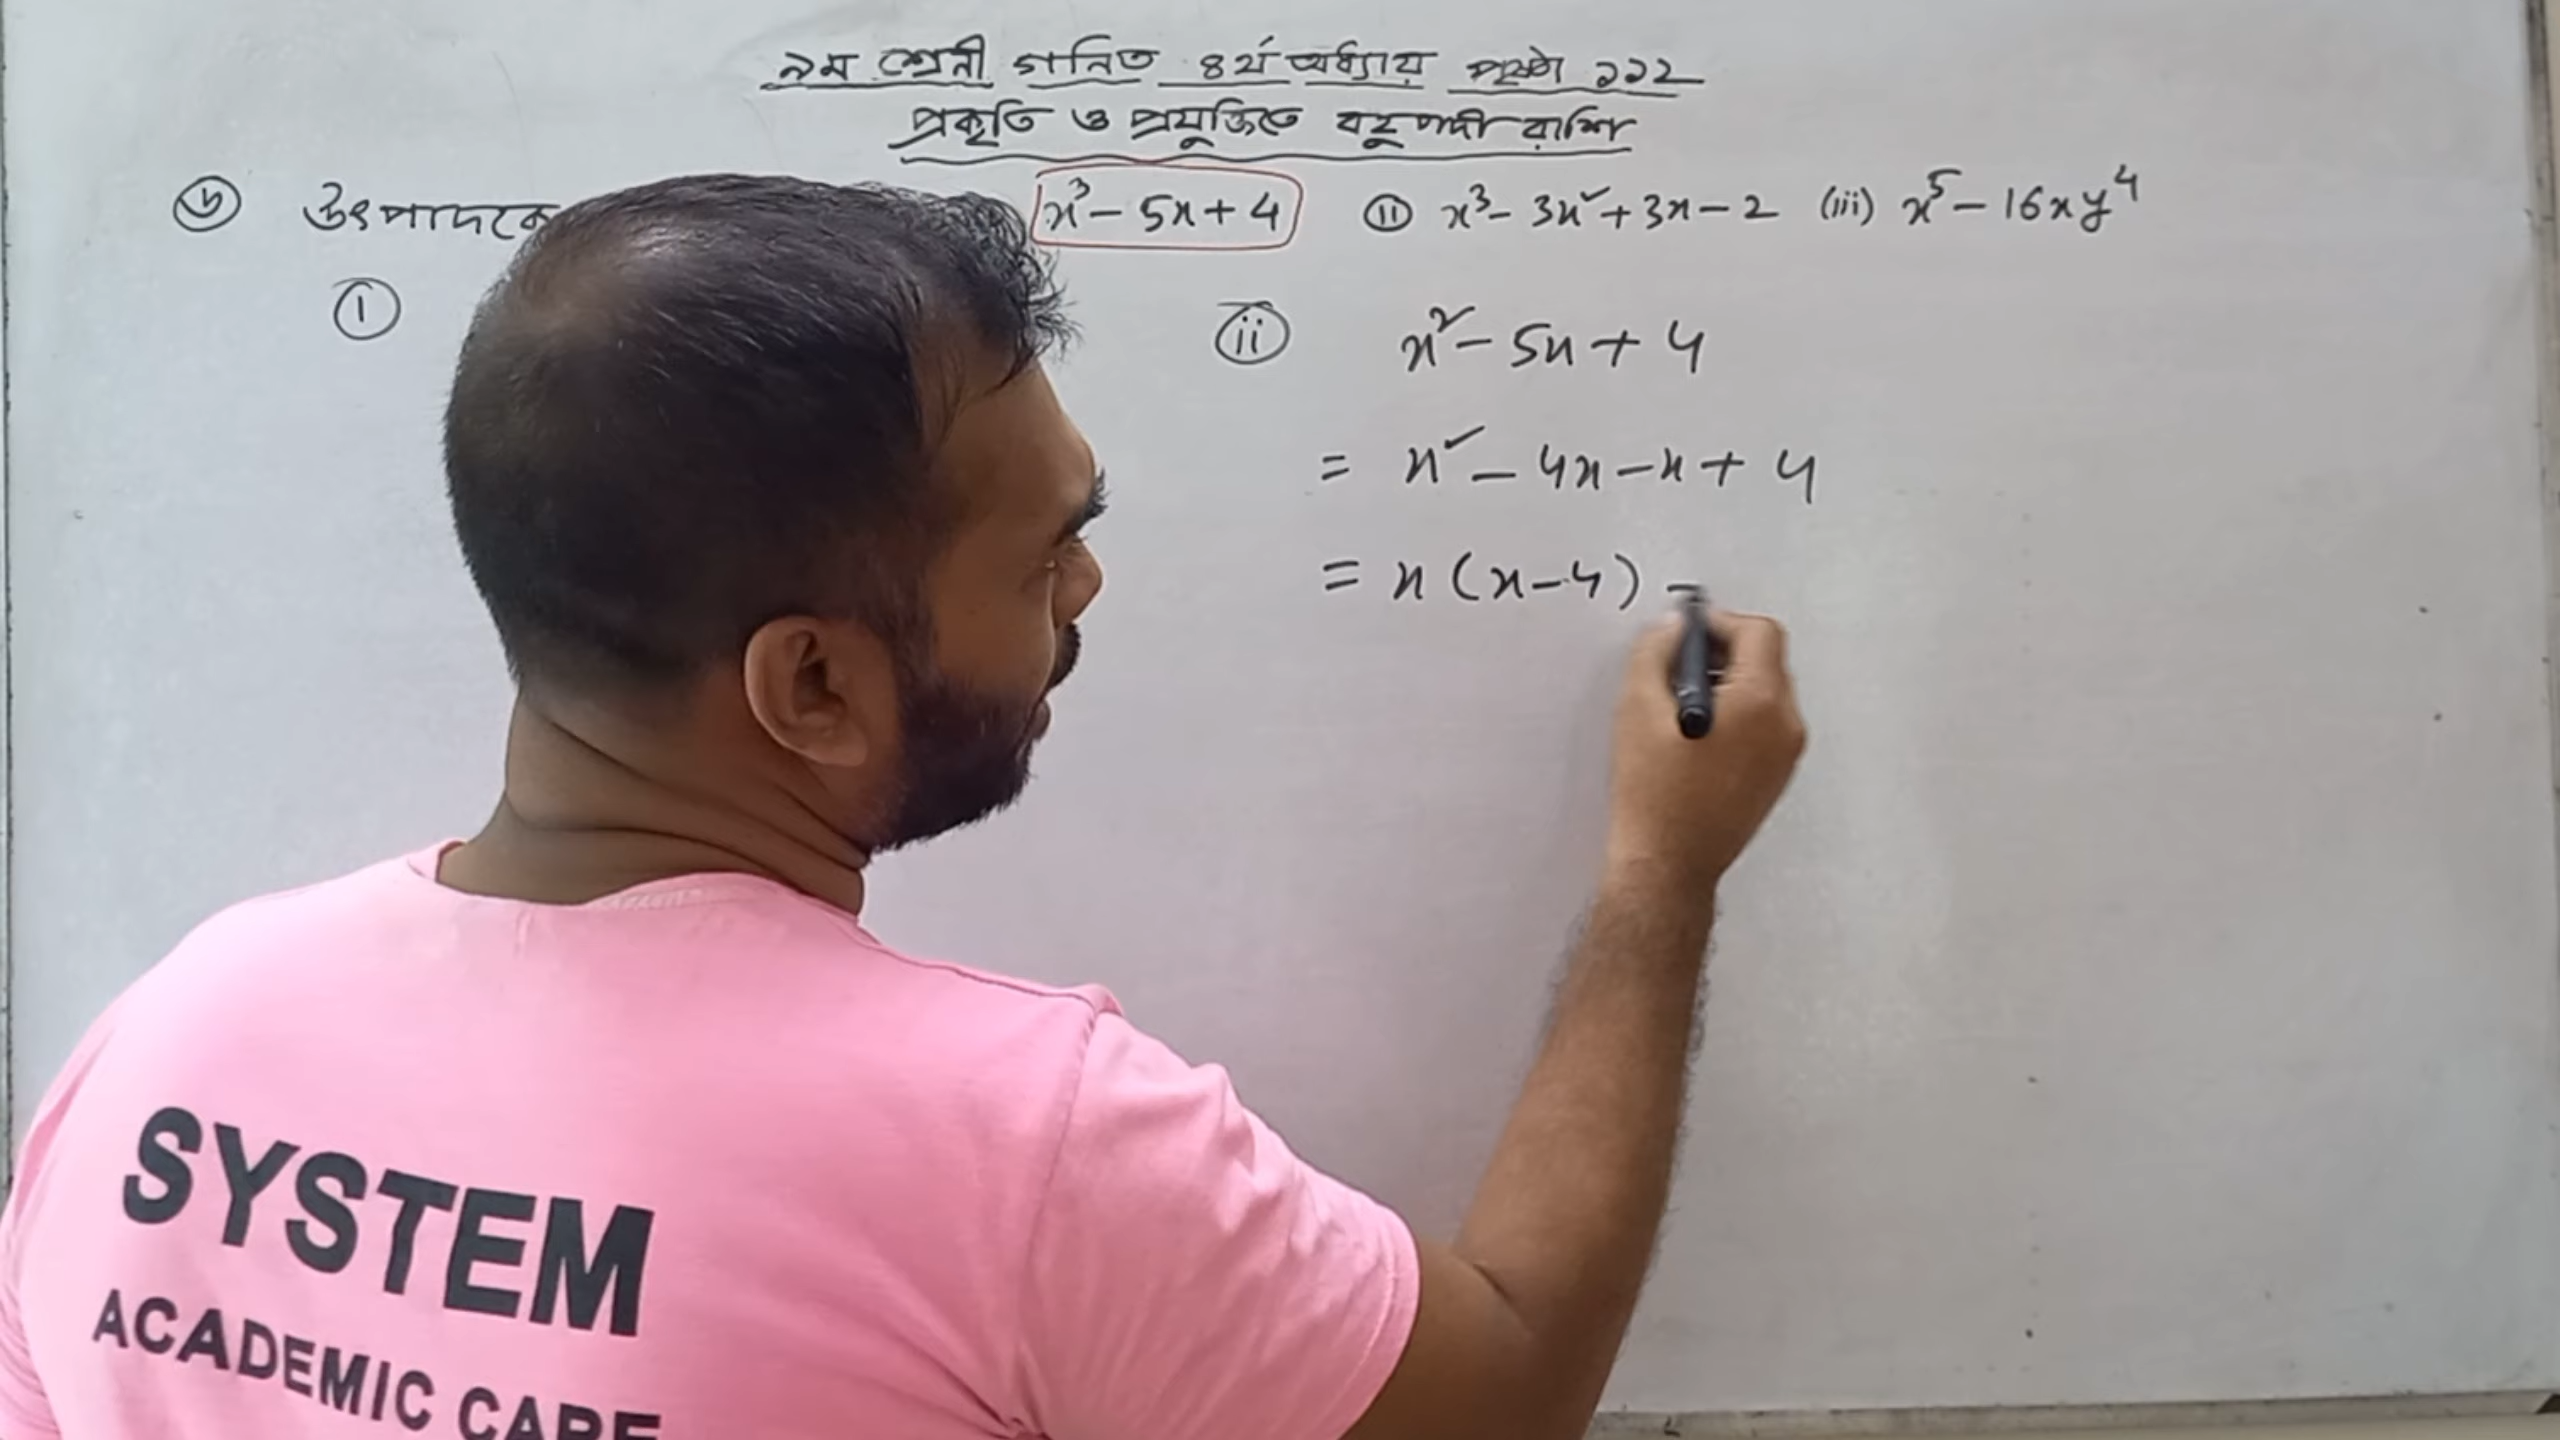 ৯ম শ্রেনী গনিত ৪র্থ অধ্যায় পৃষ্ঠা ১১২
প্রকৃতি ও প্রযুক্তিতে বহুপদী রাশি
৬ উৎপাদকে x³ - 5x + 4 (ii) x³ - 3x² + 3x - 2 (iii) x⁵ - 16xy⁴
(i)
(ii) x² - 5x + 4
= x² - 4x - x + 4
= x (x - 4) -
SYSTEM
ACADEMIC CARE